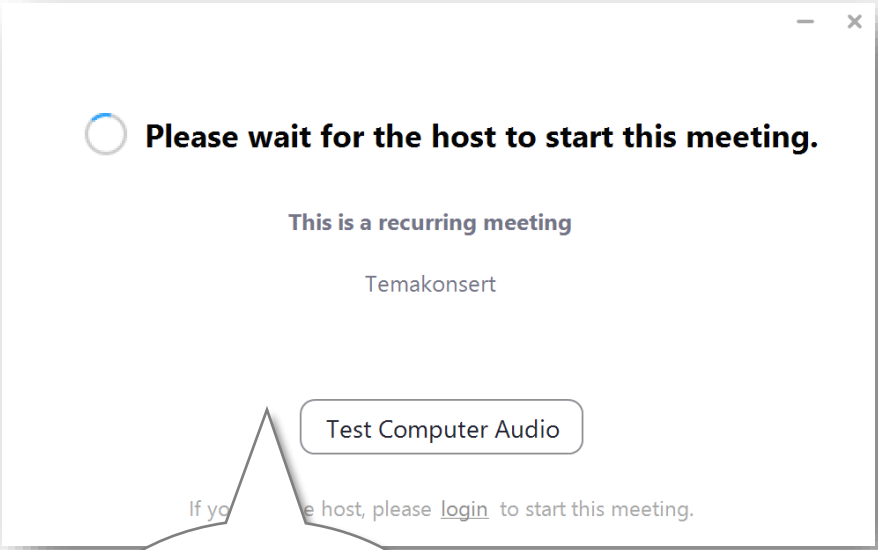 Please wait for the host to start this meeting.
This is a recurring meeting
Temakonsert
Test Computer Audio
If host, please login to start this meeting.